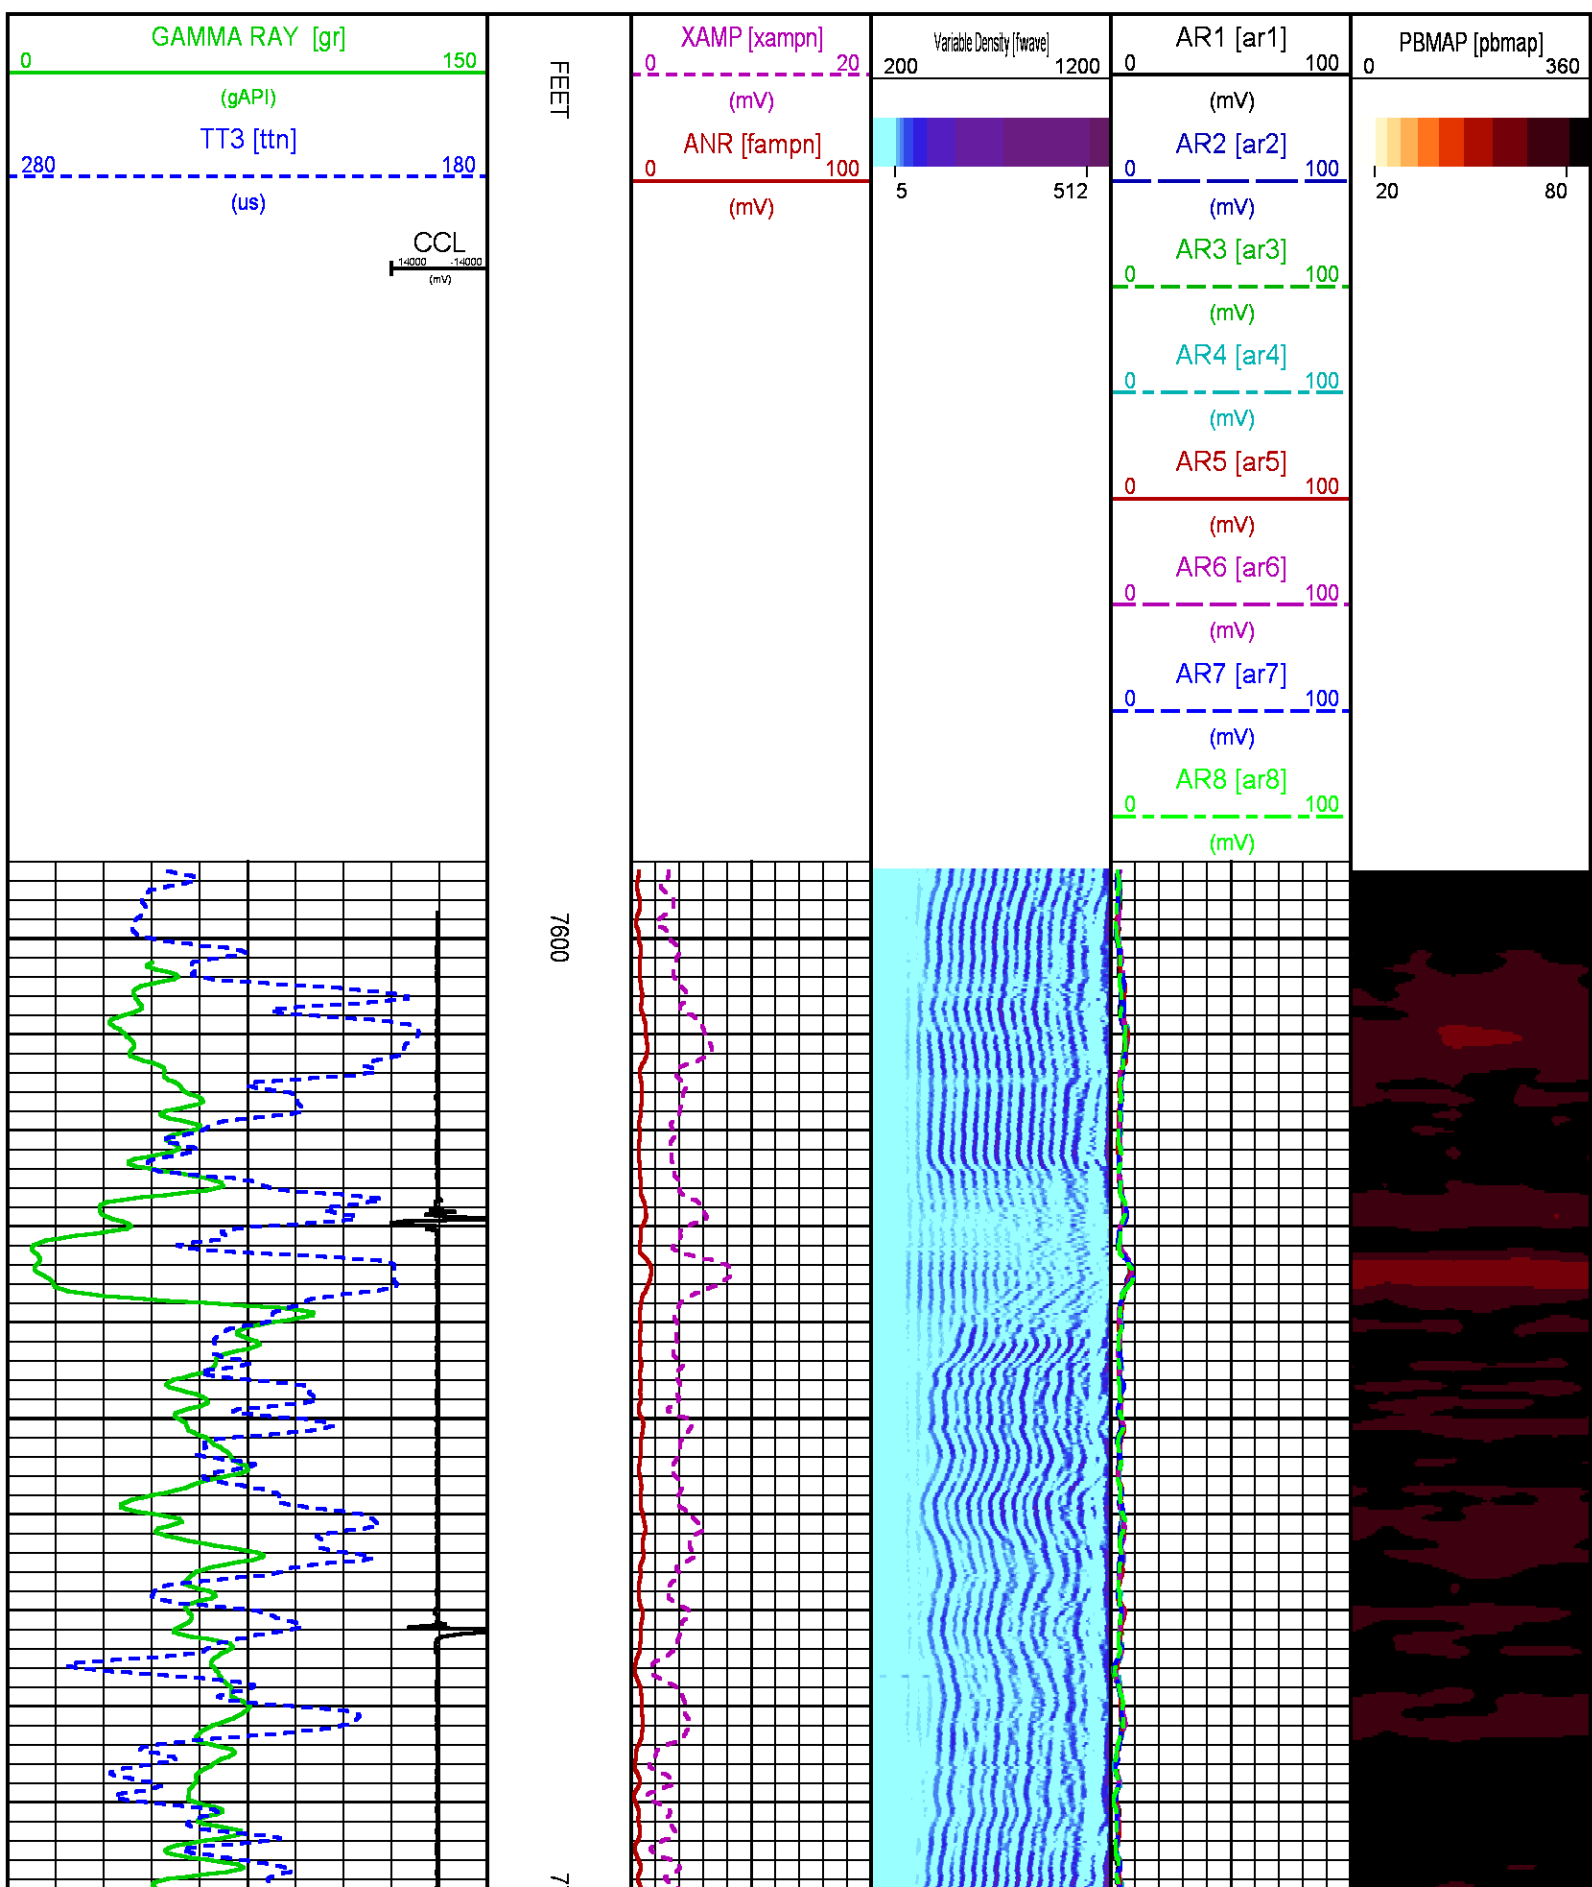 GAMMA RAY [gr]
0 150
(gAPI)
TT3 [ttn]
280 180
(us)
CCL
14000 -14000
(mV)
FEET
XAMP [xampn]
0 20
(mV)
ANR [fampn]
0 100
(mV)
Variable Density [fwave]
200 1200
5 512
AR1 [ar1]
0 100
(mV)
AR2 [ar2]
0 100
(mV)
AR3 [ar3]
0 100
(mV)
AR4 [ar4]
0 100
(mV)
AR5 [ar5]
0 100
(mV)
AR6 [ar6]
0 100
(mV)
AR7 [ar7]
0 100
(mV)
AR8 [ar8]
0 100
(mV)
PBMAP [pbmap]
0 360
20 80
7600